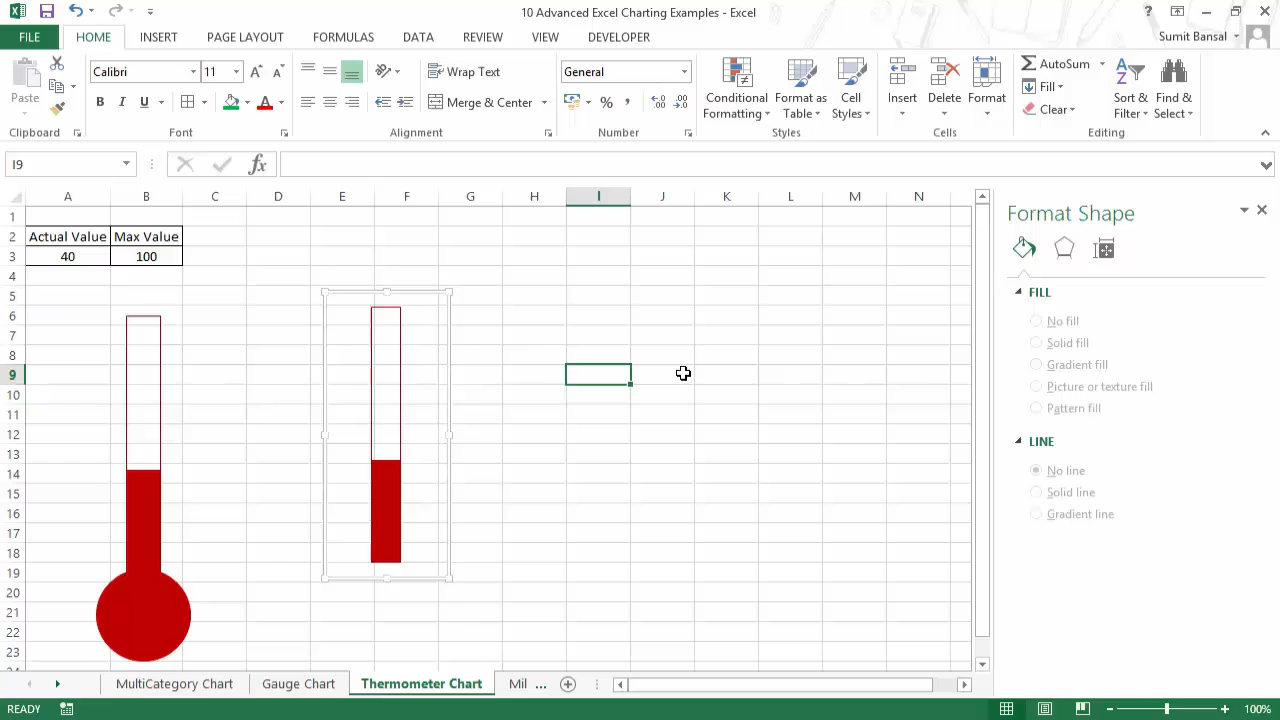 10 Advanced Excel Charting Examples - Excel
?
FILE HOME INSERT PAGE LAYOUT FORMULAS DATA REVIEW VIEW DEVELOPER Sumit Bansal
Paste
Clipboard
Calibri 11
B I U
Font
Wrap Text
Merge & Center
Alignment
General
% ,
Number
Conditional Formatting
Format as Table
Cell Styles
Styles
Insert Delete Format
Cells
AutoSum
Fill
Clear
Sort & Filter
Find & Select
Editing
I9 fx
A B C D E F G H I J K L M N
1
2 Actual Value Max Value
3 40 100
4
5
6
7
8
9
10
11
12
13
14
15
16
17
18
19
20
21
22
23
Format Shape
FILL
No fill
Solid fill
Gradient fill
Picture or texture fill
Pattern fill
LINE
No line
Solid line
Gradient line
MultiCategory Chart Gauge Chart Thermometer Chart Mil ...
READY 100%